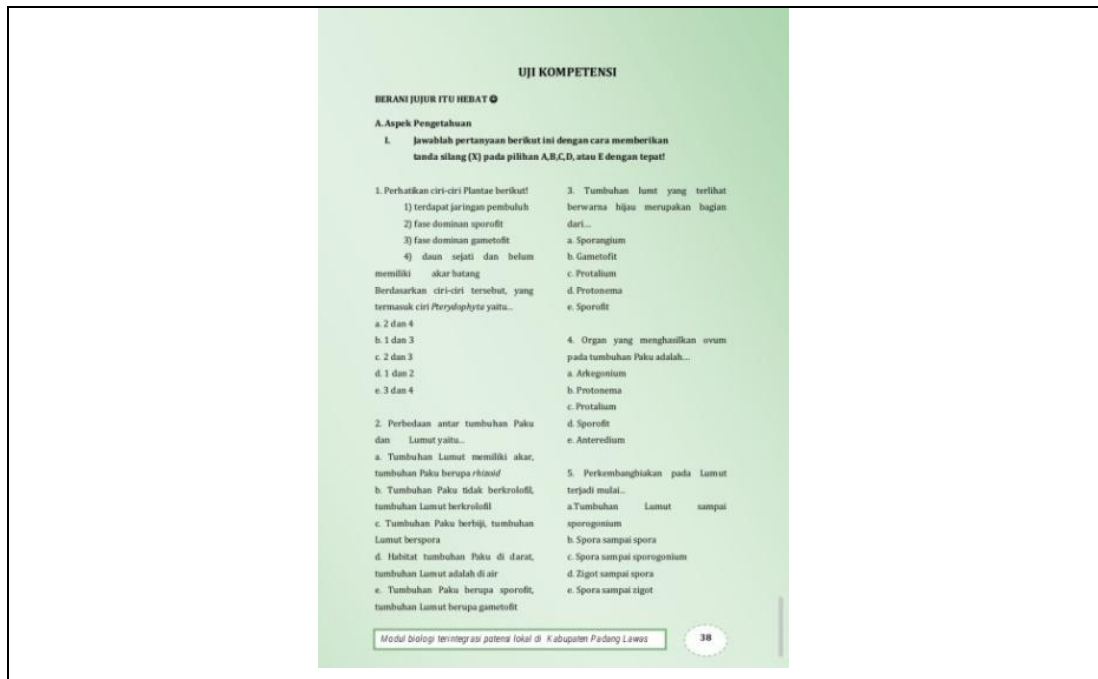 UJI KOMPETENSI
BERANI JUJUR ITU HEBAT
A. Aspek Pengetahuan
I. Jawablah pertanyaan berikut ini dengan cara memberikan
tanda silang (X) pada pilihan A,B,C,D, atau E dengan tepat!
1. Perhatikan ciri-ciri Plantae berikut!
1) terdapat jaringan pembuluh
2) fase dominan sporofit
3) fase dominan gametofit
4) daun sejati dan belum
memiliki akar batang
Berdasarkan ciri-ciri tersebut, yang
termasuk ciri Pterydophyta yaitu...
a. 2 dan 4
b. 1 dan 3
c. 2 dan 3
d. 1 dan 2
e. 3 dan 4
2. Perbedaan antar tumbuhan Paku
dan Lumut yaitu...
a. Tumbuhan Lumut memiliki akar,
tumbuhan Paku berupa rhizoid
b. Tumbuhan Paku tidak berkrolofil,
tumbuhan Lumut berkrolofil
c. Tumbuhan Paku berbiji, tumbuhan
Lumut berspora
d. Habitat tumbuhan Paku di darat,
tumbuhan Lumut adalah di air
e. Tumbuhan Paku berupa sporofit,
tumbuhan Lumut berupa gametofit
3. Tumbuhan lumt yang terlihat
berwarna hijau merupakan bagian
dari...
a. Sporangium
b. Gametofit
c. Protalium
d. Protonema
e. Sporofit
4. Organ yang menghasilkan ovum
pada tumbuhan Paku adalah...
a. Arkegonium
b. Protonema
c. Protalium
d. Sporofit
e. Anteredium
5. Perkembangbiakan pada Lumut
terjadi mulai...
a.Tumbuhan Lumut sampai
sporogonium
b. Spora sampai spora
c. Spora sampai sporogonium
d. Zigot sampai spora
e. Spora sampai zigot
Modul biologi terintegrasi potensi lokal di Kabupaten Padang Lawas
38